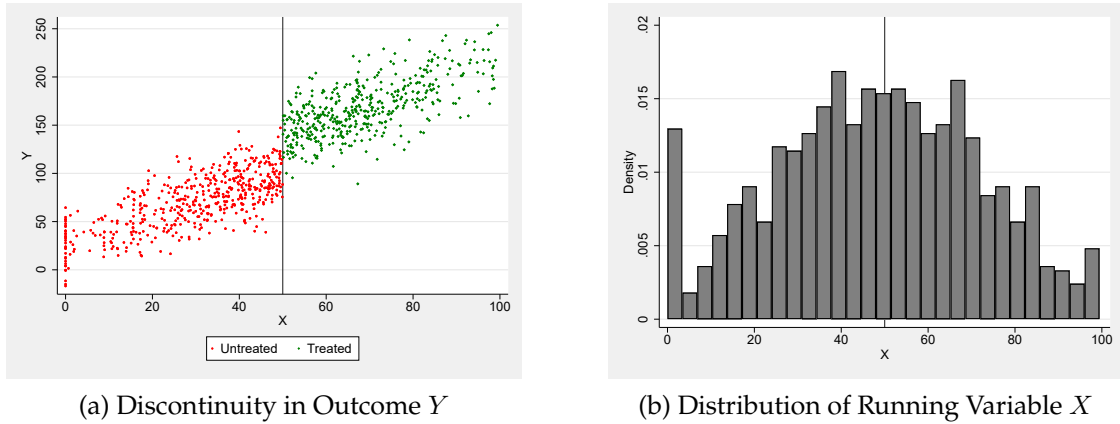 250
200
150
100
50
0
Y
0 20 40 60 80 100
X
Untreated Treated
(a) Discontinuity in Outcome Y
.02
.015
.01
.005
0
Density
0 20 40 60 80 100
X
(b) Distribution of Running Variable X